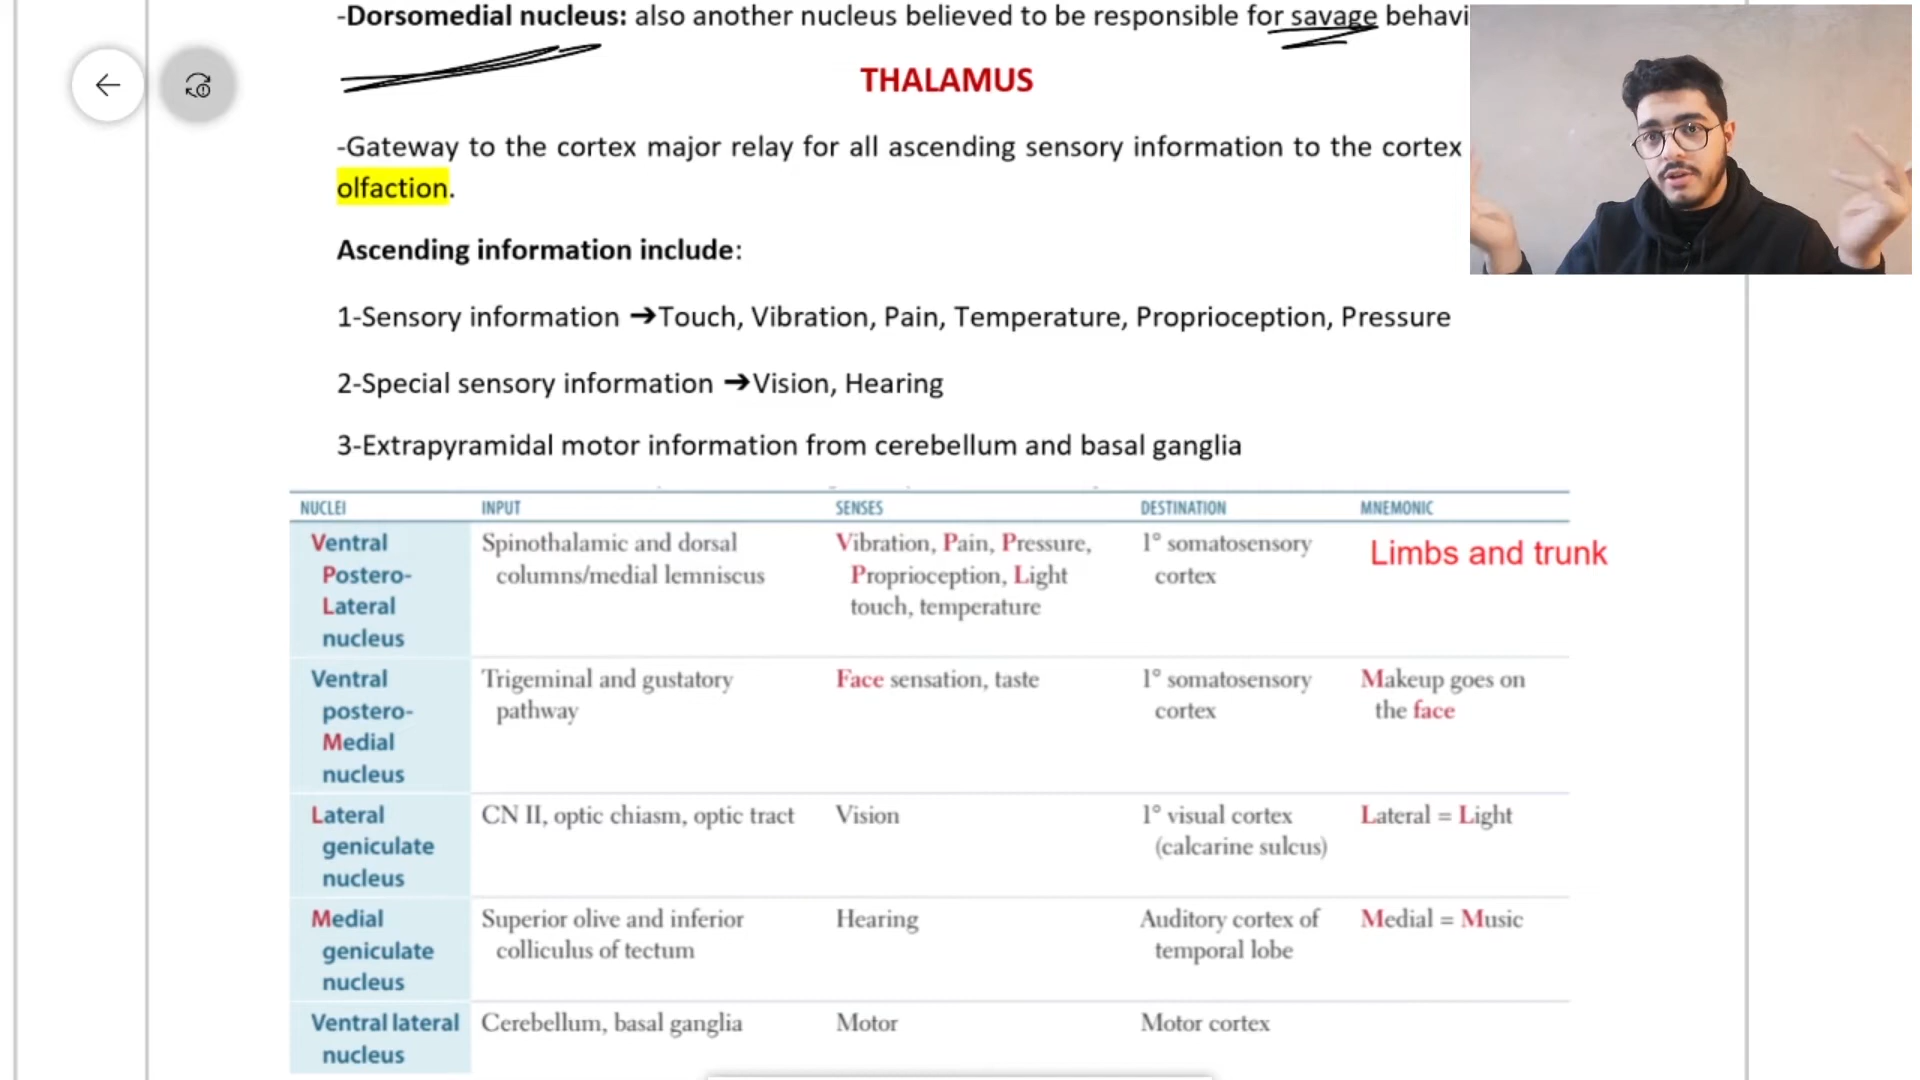 -Dorsomedial nucleus: also another nucleus believed to be responsible for savage behavi
THALAMUS
-Gateway to the cortex major relay for all ascending sensory information to the cortex
olfaction.
Ascending information include:
1-Sensory information ➔Touch, Vibration, Pain, Temperature, Proprioception, Pressure
2-Special sensory information ➔Vision, Hearing
3-Extrapyramidal motor information from cerebellum and basal ganglia
NUCLEI INPUT SENSES DESTINATION MNEMONIC
Ventral Spinothalamic and dorsal Vibration, Pain, Pressure, 1° somatosensory Limbs and trunk
Postero- columns/medial lemniscus Proprioception, Light cortex
Lateral touch, temperature
nucleus
Ventral Trigeminal and gustatory Face sensation, taste 1° somatosensory Makeup goes on
postero- pathway cortex the face
Medial
nucleus
Lateral CN II, optic chiasm, optic tract Vision 1° visual cortex Lateral = Light
geniculate (calcarine sulcus)
nucleus
Medial Superior olive and inferior Hearing Auditory cortex of Medial = Music
geniculate colliculus of tectum temporal lobe
nucleus
Ventral lateral Cerebellum, basal ganglia Motor Motor cortex
nucleus